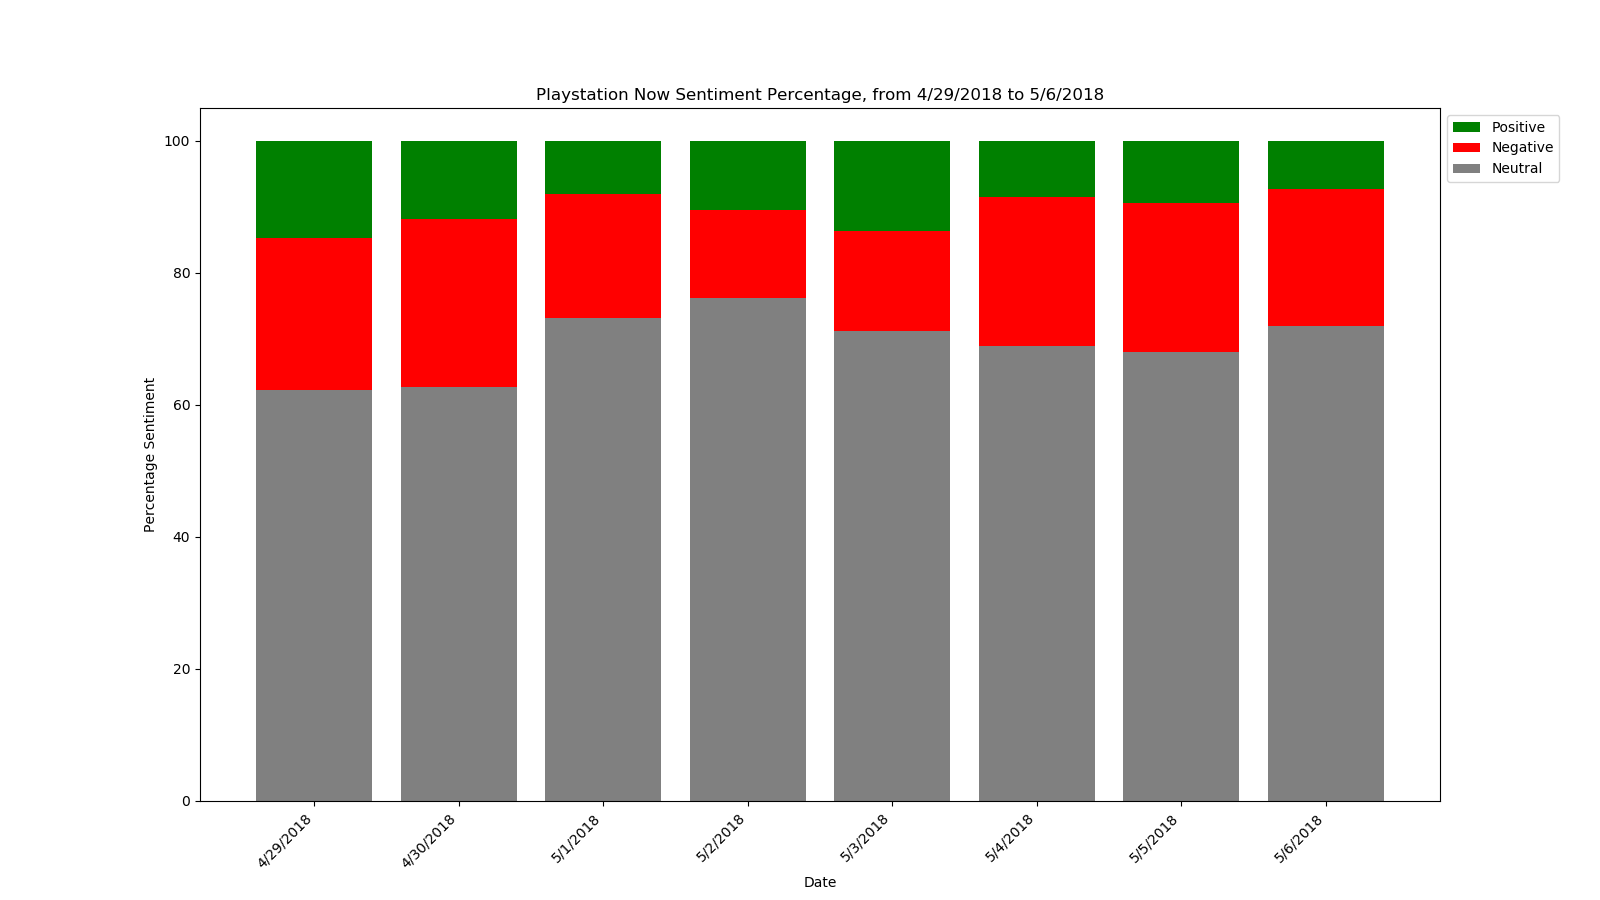 Playstation Now Sentiment Percentage, from 4/29/2018 to 5/6/2018
Positive
Negative
Neutral
Percentage Sentiment
100
80
60
40
20
0
4/29/2018
4/30/2018
5/1/2018
5/2/2018
5/3/2018
5/4/2018
5/5/2018
5/6/2018
Date